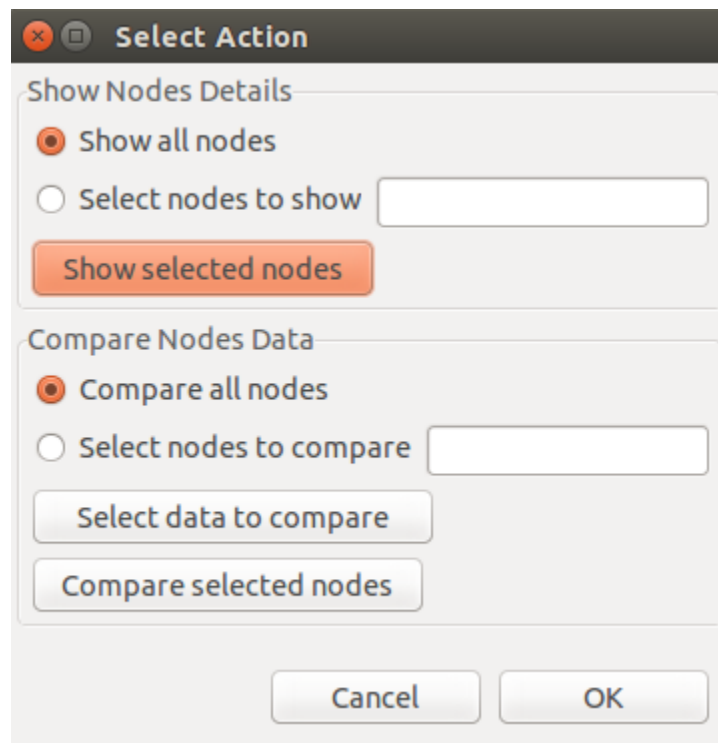 Select Action
Show Nodes Details
Show all nodes
Select nodes to show
Show selected nodes
Compare Nodes Data
Compare all nodes
Select nodes to compare
Select data to compare
Compare selected nodes
Cancel OK